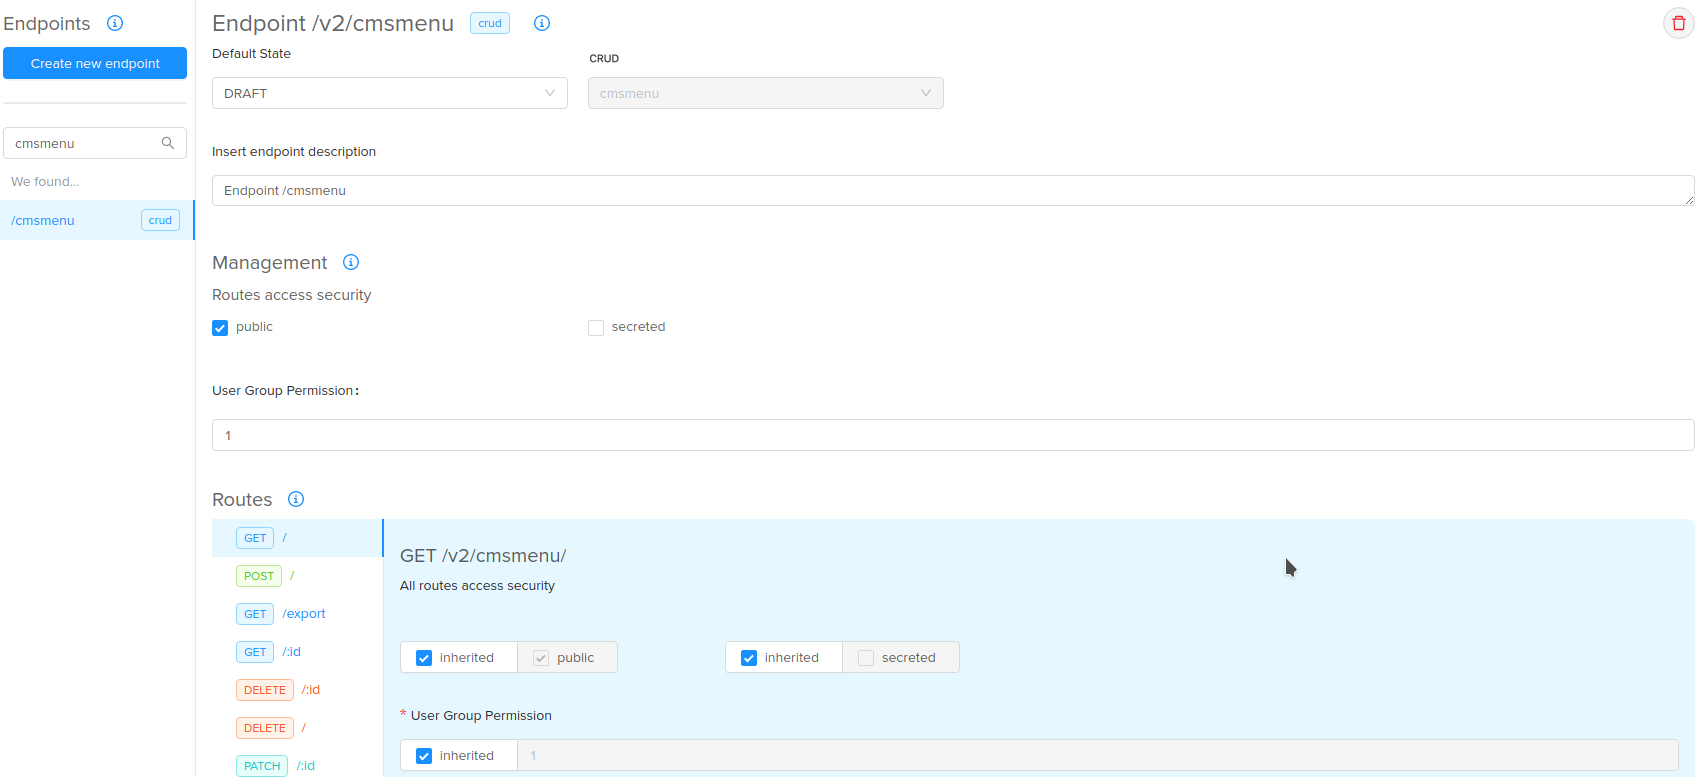 Endpoints
Create new endpoint
cmsmenu
We found...
/cmsmenu crud
Endpoint /v2/cmsmenu crud
Default State
DRAFT
CRUD
cmsmenu
Insert endpoint description
Endpoint /cmsmenu
Management
Routes access security
public
secreted
User Group Permission:
1
Routes
GET /
POST /
GET /export
GET /:id
DELETE /:id
DELETE /
PATCH /:id
GET /v2/cmsmenu/
All routes access security
inherited public
inherited secreted
* User Group Permission
inherited 1